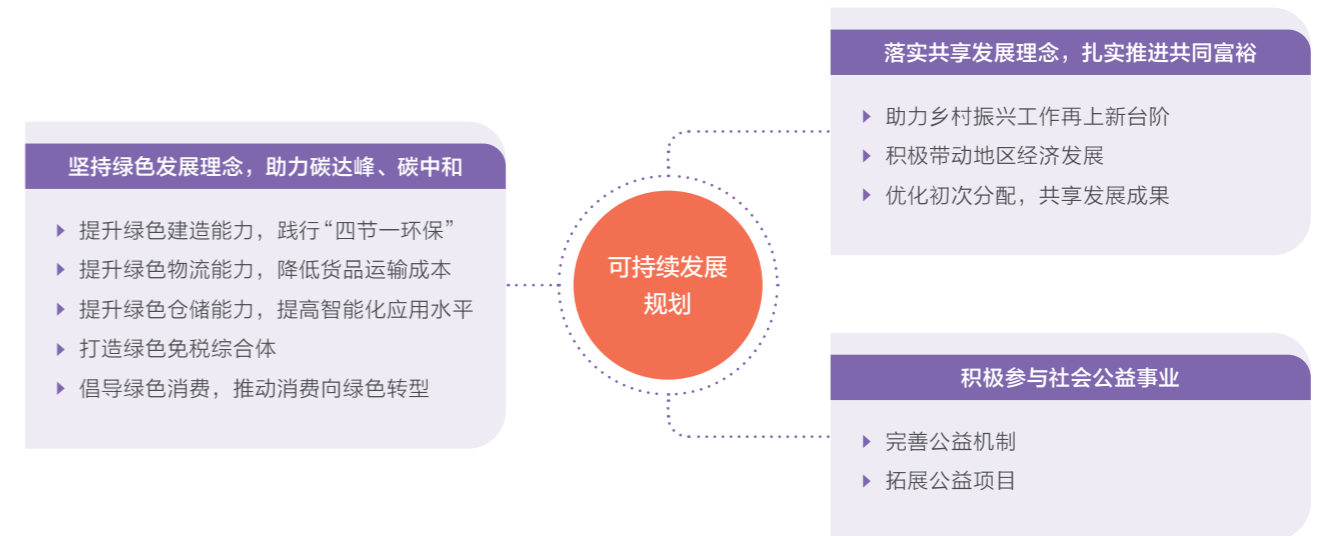 坚持绿色发展理念，助力碳达峰、碳中和
提升绿色建造能力，践行“四节一环保”
提升绿色物流能力，降低货品运输成本
提升绿色仓储能力，提高智能化应用水平
打造绿色免税综合体
倡导绿色消费，推动消费向绿色转型
可持续发展
规划
落实共享发展理念，扎实推进共同富裕
助力乡村振兴工作再上新台阶
积极带动地区经济发展
优化初次分配，共享发展成果
积极参与社会公益事业
完善公益机制
拓展公益项目